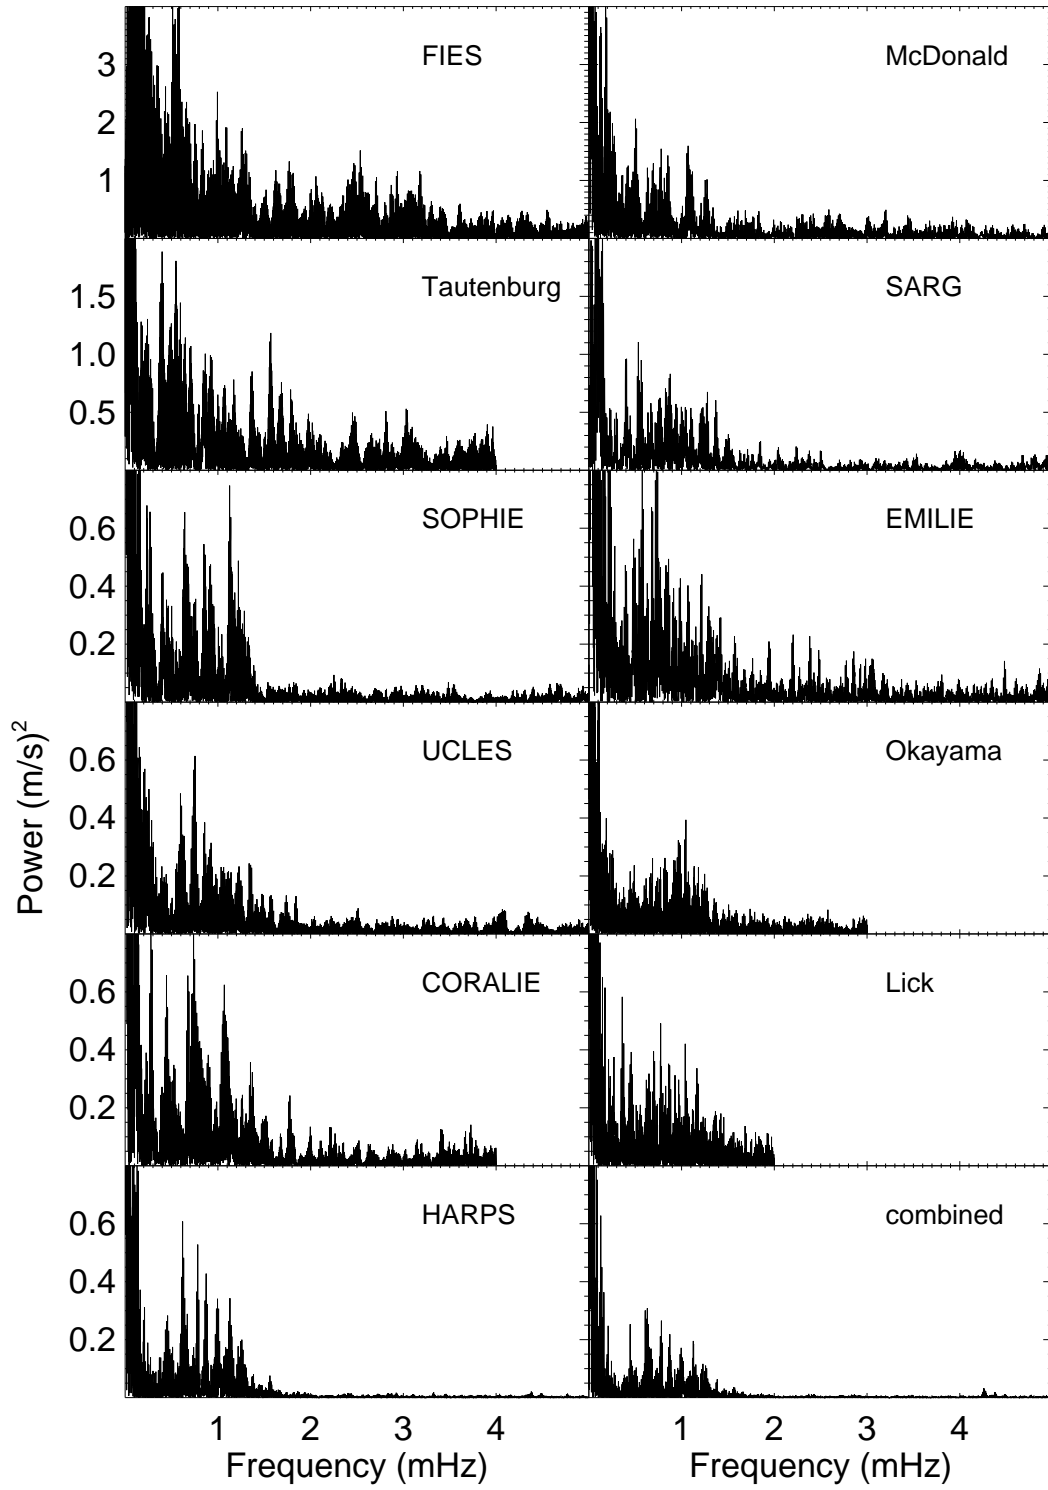 FIES
McDonald
3
2
1
Tautenburg
SARG
1.5
1.0
0.5
SOPHIE
EMILIE
0.6
0.4
0.2
UCLES
Okayama
0.6
0.4
0.2
CORALIE
Lick
0.6
0.4
0.2
HARPS
combined
0.6
0.4
0.2
Power (m/s)²
1 2 3 4
1 2 3 4
Frequency (mHz)
Frequency (mHz)